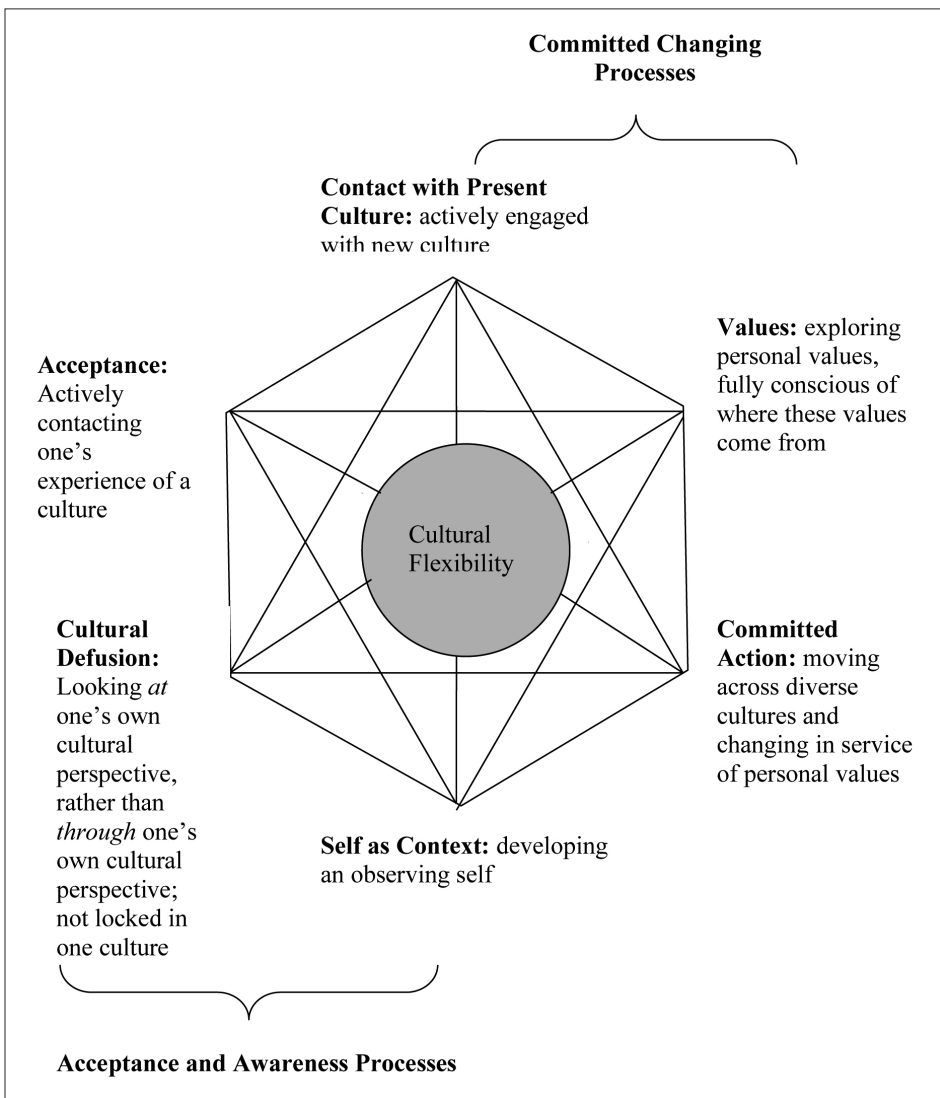 Committed Changing
Processes
Contact with Present
Culture: actively engaged
with new culture
Values: exploring
personal values,
fully conscious of
where these values
come from
Acceptance:
Actively
contacting
one’s
experience of a
culture
Cultural
Flexibility
Cultural
Defusion:
Looking at
one’s own
cultural
perspective,
rather than
through one’s
own cultural
perspective;
not locked in
one culture
Committed
Action: moving
across diverse
cultures and
changing in service
of personal values
Self as Context: developing
an observing self
Acceptance and Awareness Processes